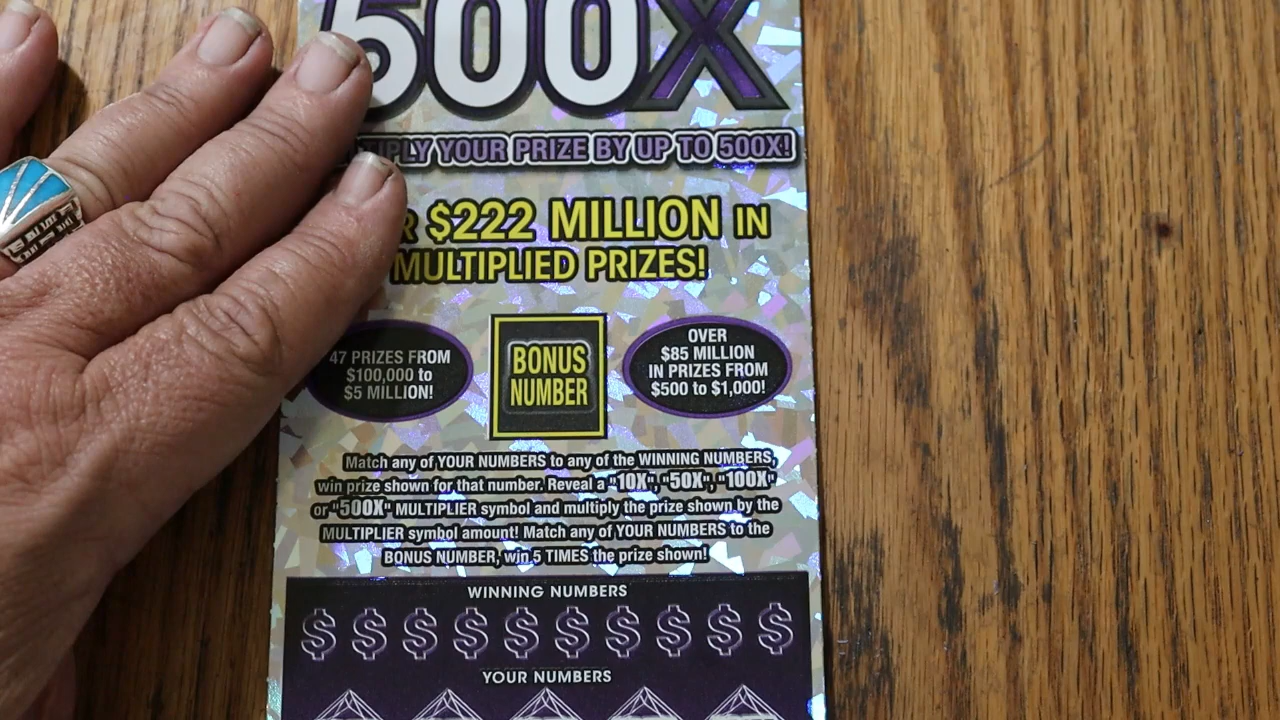 500X
YOUR PRIZE BY UP TO 500X!
$222 MILLION IN
MULTIPLIED PRIZES!
47 PRIZES FROM
$100,000 to
$5 MILLION!
BONUS
NUMBER
OVER
$85 MILLION
IN PRIZES FROM
$500 to $1,000!
Match any of YOUR NUMBERS to any of the WINNING NUMBERS,
win prize shown for that number. Reveal a "10X", "50X", "100X"
or "500X" MULTIPLIER symbol and multiply the prize shown by the
MULTIPLIER symbol amount! Match any of YOUR NUMBERS to the
BONUS NUMBER, win 5 TIMES the prize shown!
WINNING NUMBERS
$ $ $ $ $ $ $ $ $ $
YOUR NUMBERS